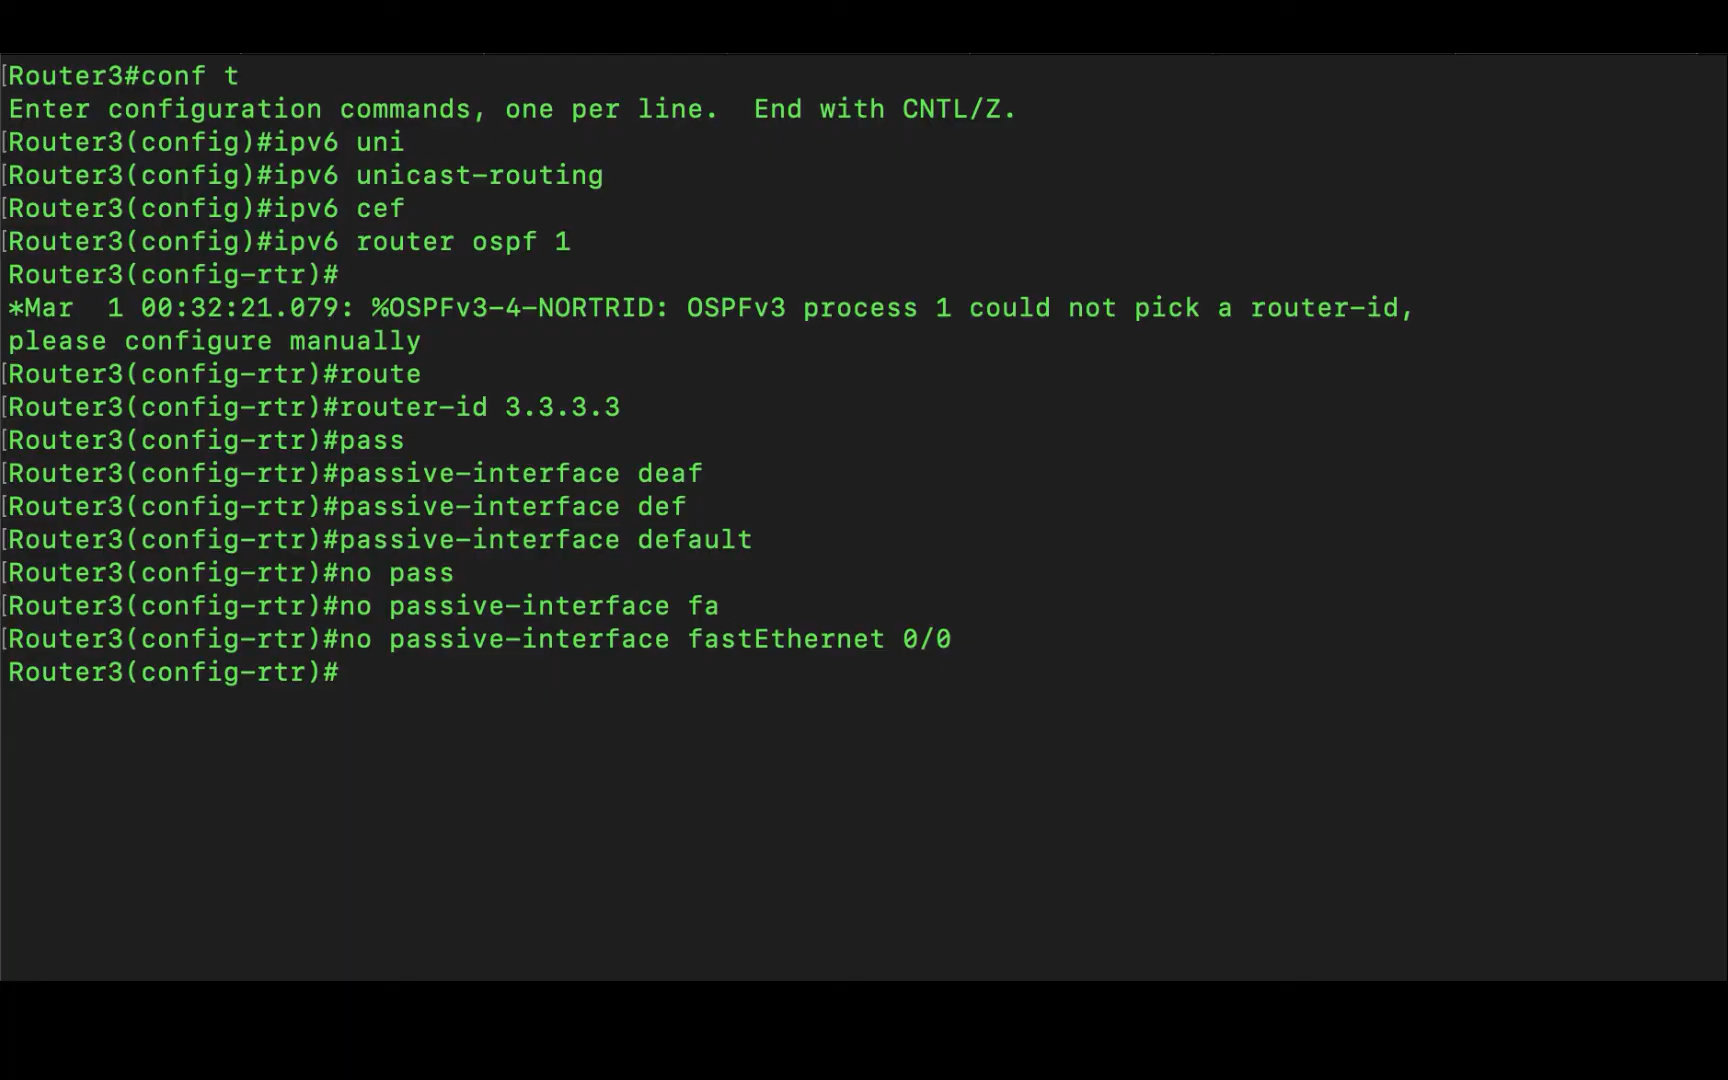 [Router3#conf t
Enter configuration commands, one per line.  End with CNTL/Z.
[Router3(config)#ipv6 uni
[Router3(config)#ipv6 unicast-routing
[Router3(config)#ipv6 cef
[Router3(config)#ipv6 router ospf 1
Router3(config-rtr)#
*Mar  1 00:32:21.079: %OSPFv3-4-NORTRID: OSPFv3 process 1 could not pick a router-id,
please configure manually
[Router3(config-rtr)#route
[Router3(config-rtr)#router-id 3.3.3.3
[Router3(config-rtr)#pass
[Router3(config-rtr)#passive-interface deaf
[Router3(config-rtr)#passive-interface def
[Router3(config-rtr)#passive-interface default
[Router3(config-rtr)#no pass
[Router3(config-rtr)#no passive-interface fa
[Router3(config-rtr)#no passive-interface fastEthernet 0/0
Router3(config-rtr)#